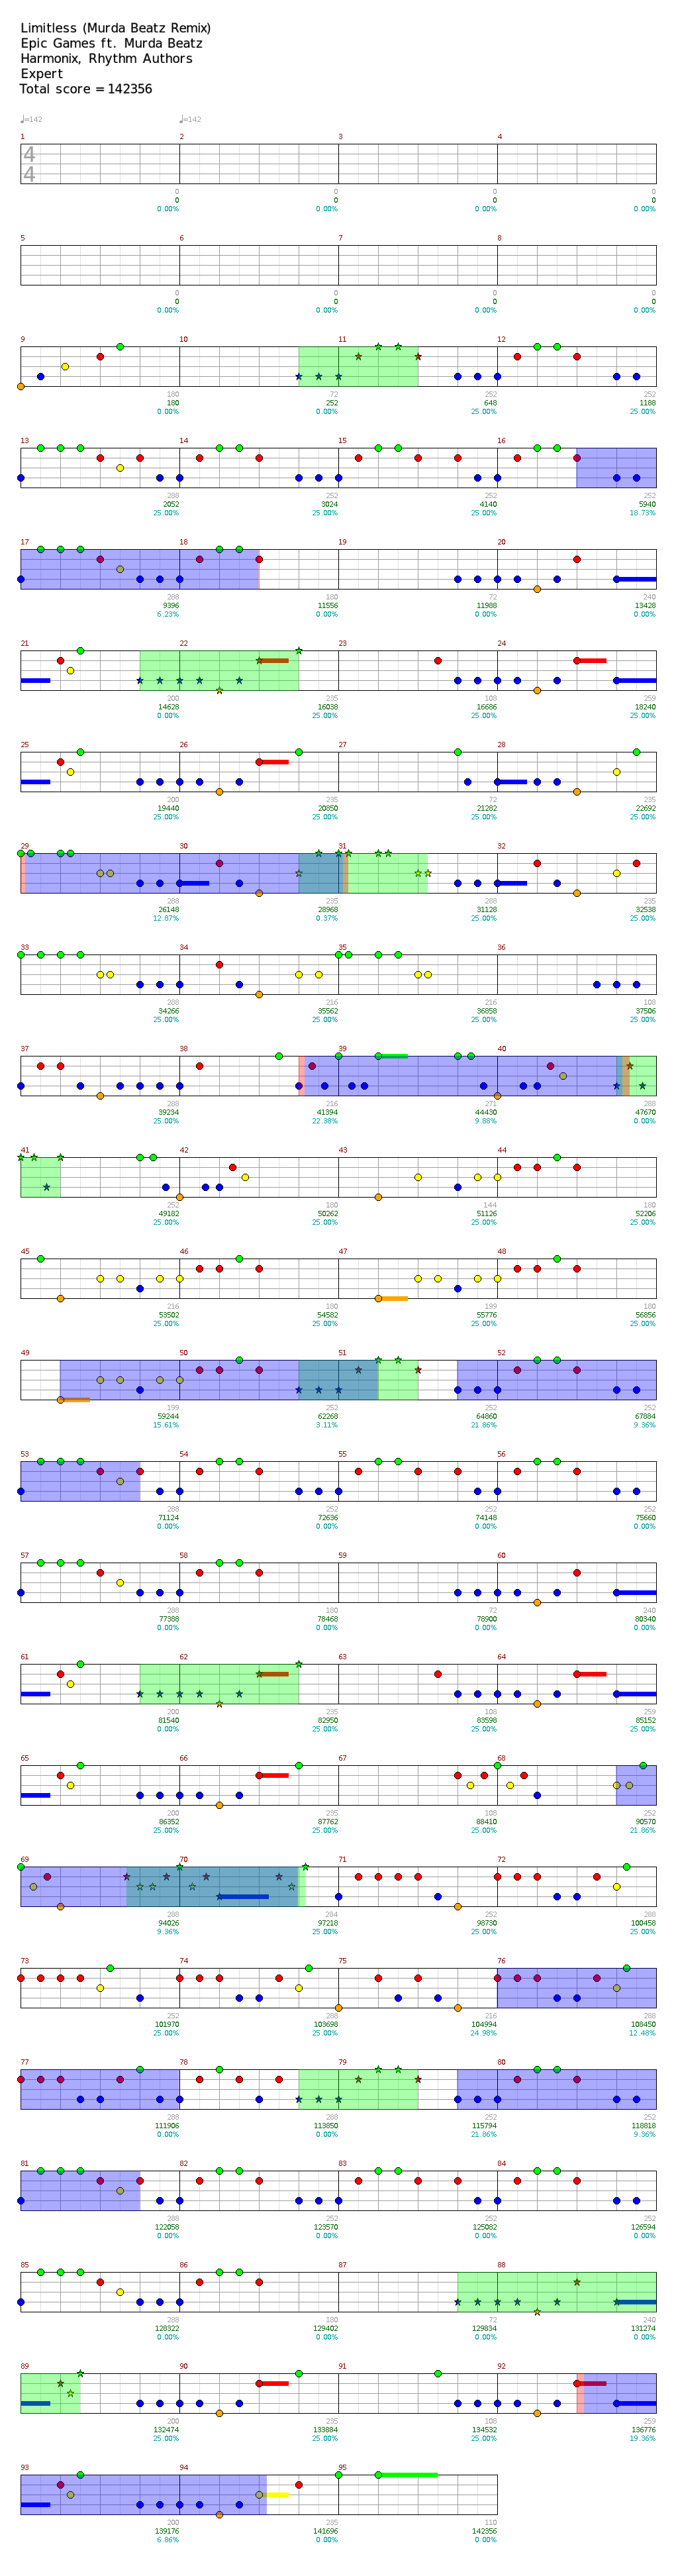 Limitless (Murda Beatz Remix)
Epic Games ft. Murda Beatz
Harmonix, Rhythm Authors
Expert
Total score = 142356
♩=142 ♩=142
1 2 3 4
4
4
0 0 0 0
0 0 0 0
0.00% 0.00% 0.00% 0.00%
5 6 7 8
0 0 0 0
0 0 0 0
0.00% 0.00% 0.00% 0.00%
9 10 11 12
180 72 252 252
180 252 648 1188
0.00% 0.00% 25.00% 25.00%
13 14 15 16
288 252 252 252
2052 3024 4140 5940
25.00% 25.00% 25.00% 18.73%
17 18 19 20
288 180 72 240
9396 11556 11988 13428
6.23% 0.00% 0.00% 0.00%
21 22 23 24
200 235 108 259
14628 16038 16686 18240
0.00% 25.00% 25.00% 25.00%
25 26 27 28
200 235 72 235
19440 20850 21282 22692
25.00% 25.00% 25.00% 25.00%
29 30 31 32
288 235 288 235
26148 28968 31128 32538
12.87% 0.37% 25.00% 25.00%
33 34 35 36
288 216 216 108
34266 35562 36858 37506
25.00% 25.00% 25.00% 25.00%
37 38 39 40
288 216 271 288
39234 41394 44430 47670
25.00% 22.38% 9.88% 0.00%
41 42 43 44
252 180 144 180
49182 50262 51126 52206
25.00% 25.00% 25.00% 25.00%
45 46 47 48
216 180 199 180
53502 54582 55776 56856
25.00% 25.00% 25.00% 25.00%
49 50 51 52
199 252 252 252
59244 62268 64860 67884
15.61% 3.11% 21.86% 9.36%
53 54 55 56
288 252 252 252
71124 72636 74148 75660
0.00% 0.00% 0.00% 0.00%
57 58 59 60
288 180 72 240
77388 78468 78900 80340
0.00% 0.00% 0.00% 0.00%
61 62 63 64
200 235 108 259
81540 82950 83598 85152
0.00% 25.00% 25.00% 25.00%
65 66 67 68
200 235 108 252
86352 87762 88410 90570
25.00% 25.00% 25.00% 21.86%
69 70 71 72
288 284 252 288
94026 97218 98730 100458
9.36% 25.00% 25.00% 25.00%
73 74 75 76
252 288 216 288
101970 103698 104994 108450
25.00% 25.00% 24.98% 12.48%
77 78 79 80
288 288 252 252
111906 113850 115794 118818
0.00% 0.00% 21.86% 9.36%
81 82 83 84
288 252 252 252
122058 123570 125082 126594
0.00% 0.00% 0.00% 0.00%
85 86 87 88
288 180 72 240
128322 129402 129834 131274
0.00% 0.00% 0.00% 0.00%
89 90 91 92
200 235 108 259
132474 133884 134532 136776
25.00% 25.00% 25.00% 19.36%
93 94 95
200 235 110
139176 141696 142356
6.86% 0.00% 0.00%